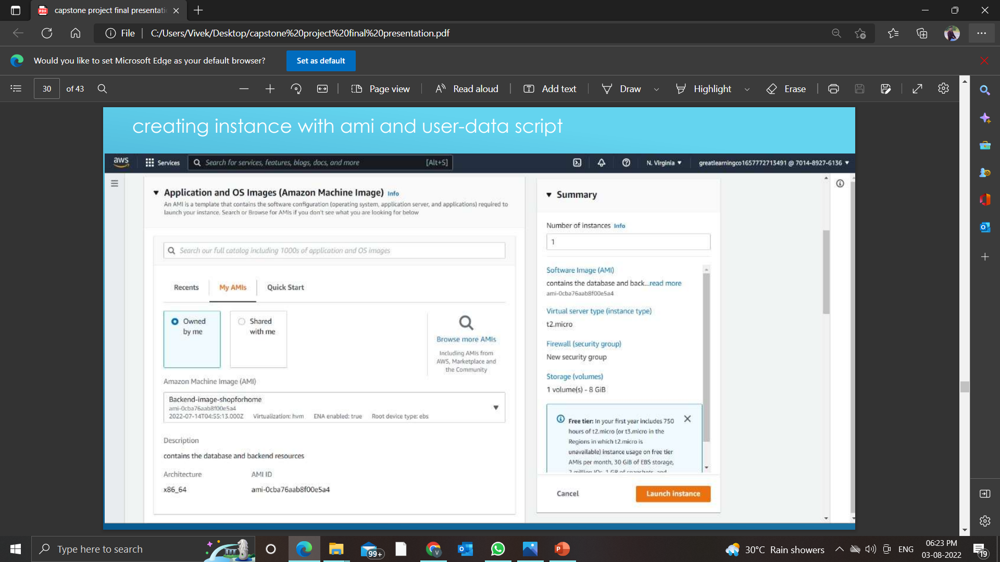 capstone project final presentati
File
C:/Users/Vivek/Desktop/capstone%20project%20final%20presentation.pdf
Would you like to set Microsoft Edge as your default browser?
Set as default
30
of 43
Page view
Read aloud
Add text
Draw
Highlight
Erase
creating instance with ami and user-data script
aws
Services
Search for services, features, blogs, docs, and more
[Alt+S]
N. Virginia
greatlearningco1657772713491 @ 7014-8927-6136
Application and OS Images (Amazon Machine Image) Info
An AMI is a template that contains the software configuration (operating system, application server, and applications) required to
launch your instance. Search or Browse for AMIs if you don't see what you are looking for below
Search our full catalog including 1000s of application and OS images
Recents
My AMIs
Quick Start
Owned
by me
Shared
with me
Browse more AMIs
Including AMIs from
AWS, Marketplace and
the Community
Amazon Machine Image (AMI)
Backend-image-shopforhome
ami-0cba76aab8f00e5a4
2022-07-14T04:55:13.000Z Virtualization: hvm ENA enabled: true Root device type: ebs
Description
contains the database and backend resources
Architecture
AMI ID
x86_64
ami-0cba76aab8f00e5a4
Summary
Number of instances Info
1
Software Image (AMI)
contains the database and back...read more
ami-0cba76aab8f00e5a4
Virtual server type (instance type)
t2.micro
Firewall (security group)
New security group
Storage (volumes)
1 volume(s) - 8 GiB
Free tier: In your first year includes 750
hours of t2.micro (or t3.micro in the
Regions in which t2.micro is
unavailable) instance usage on free tier
AMIs per month, 30 GiB of EBS storage,
2 million IOs, 1 GB of snapshots, and
Cancel
Launch instance
Type here to search
99+
30°C Rain showers
ENG
06:23 PM
03-08-2022
19